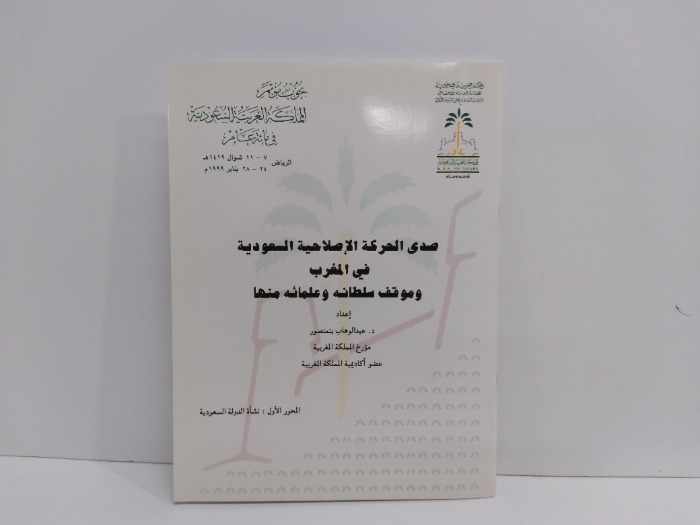 بحوث مؤتمر
المملكة العربية السعودية
في مائة عام
الرياض ٧ - ١١ شوال ١٤١٩هـ
٢٤ - ٢٨ يناير ١٩٩٩م
صدى الحركة الإصلاحية السعودية
في المغرب
وموقف سلطانه وعلمائه منها
إعداد
د. عبدالوهاب بنمنصور
مؤرخ المملكة المغربية
عضو أكاديمية المملكة المغربية
المحور الأول : نشأة الدولة السعودية